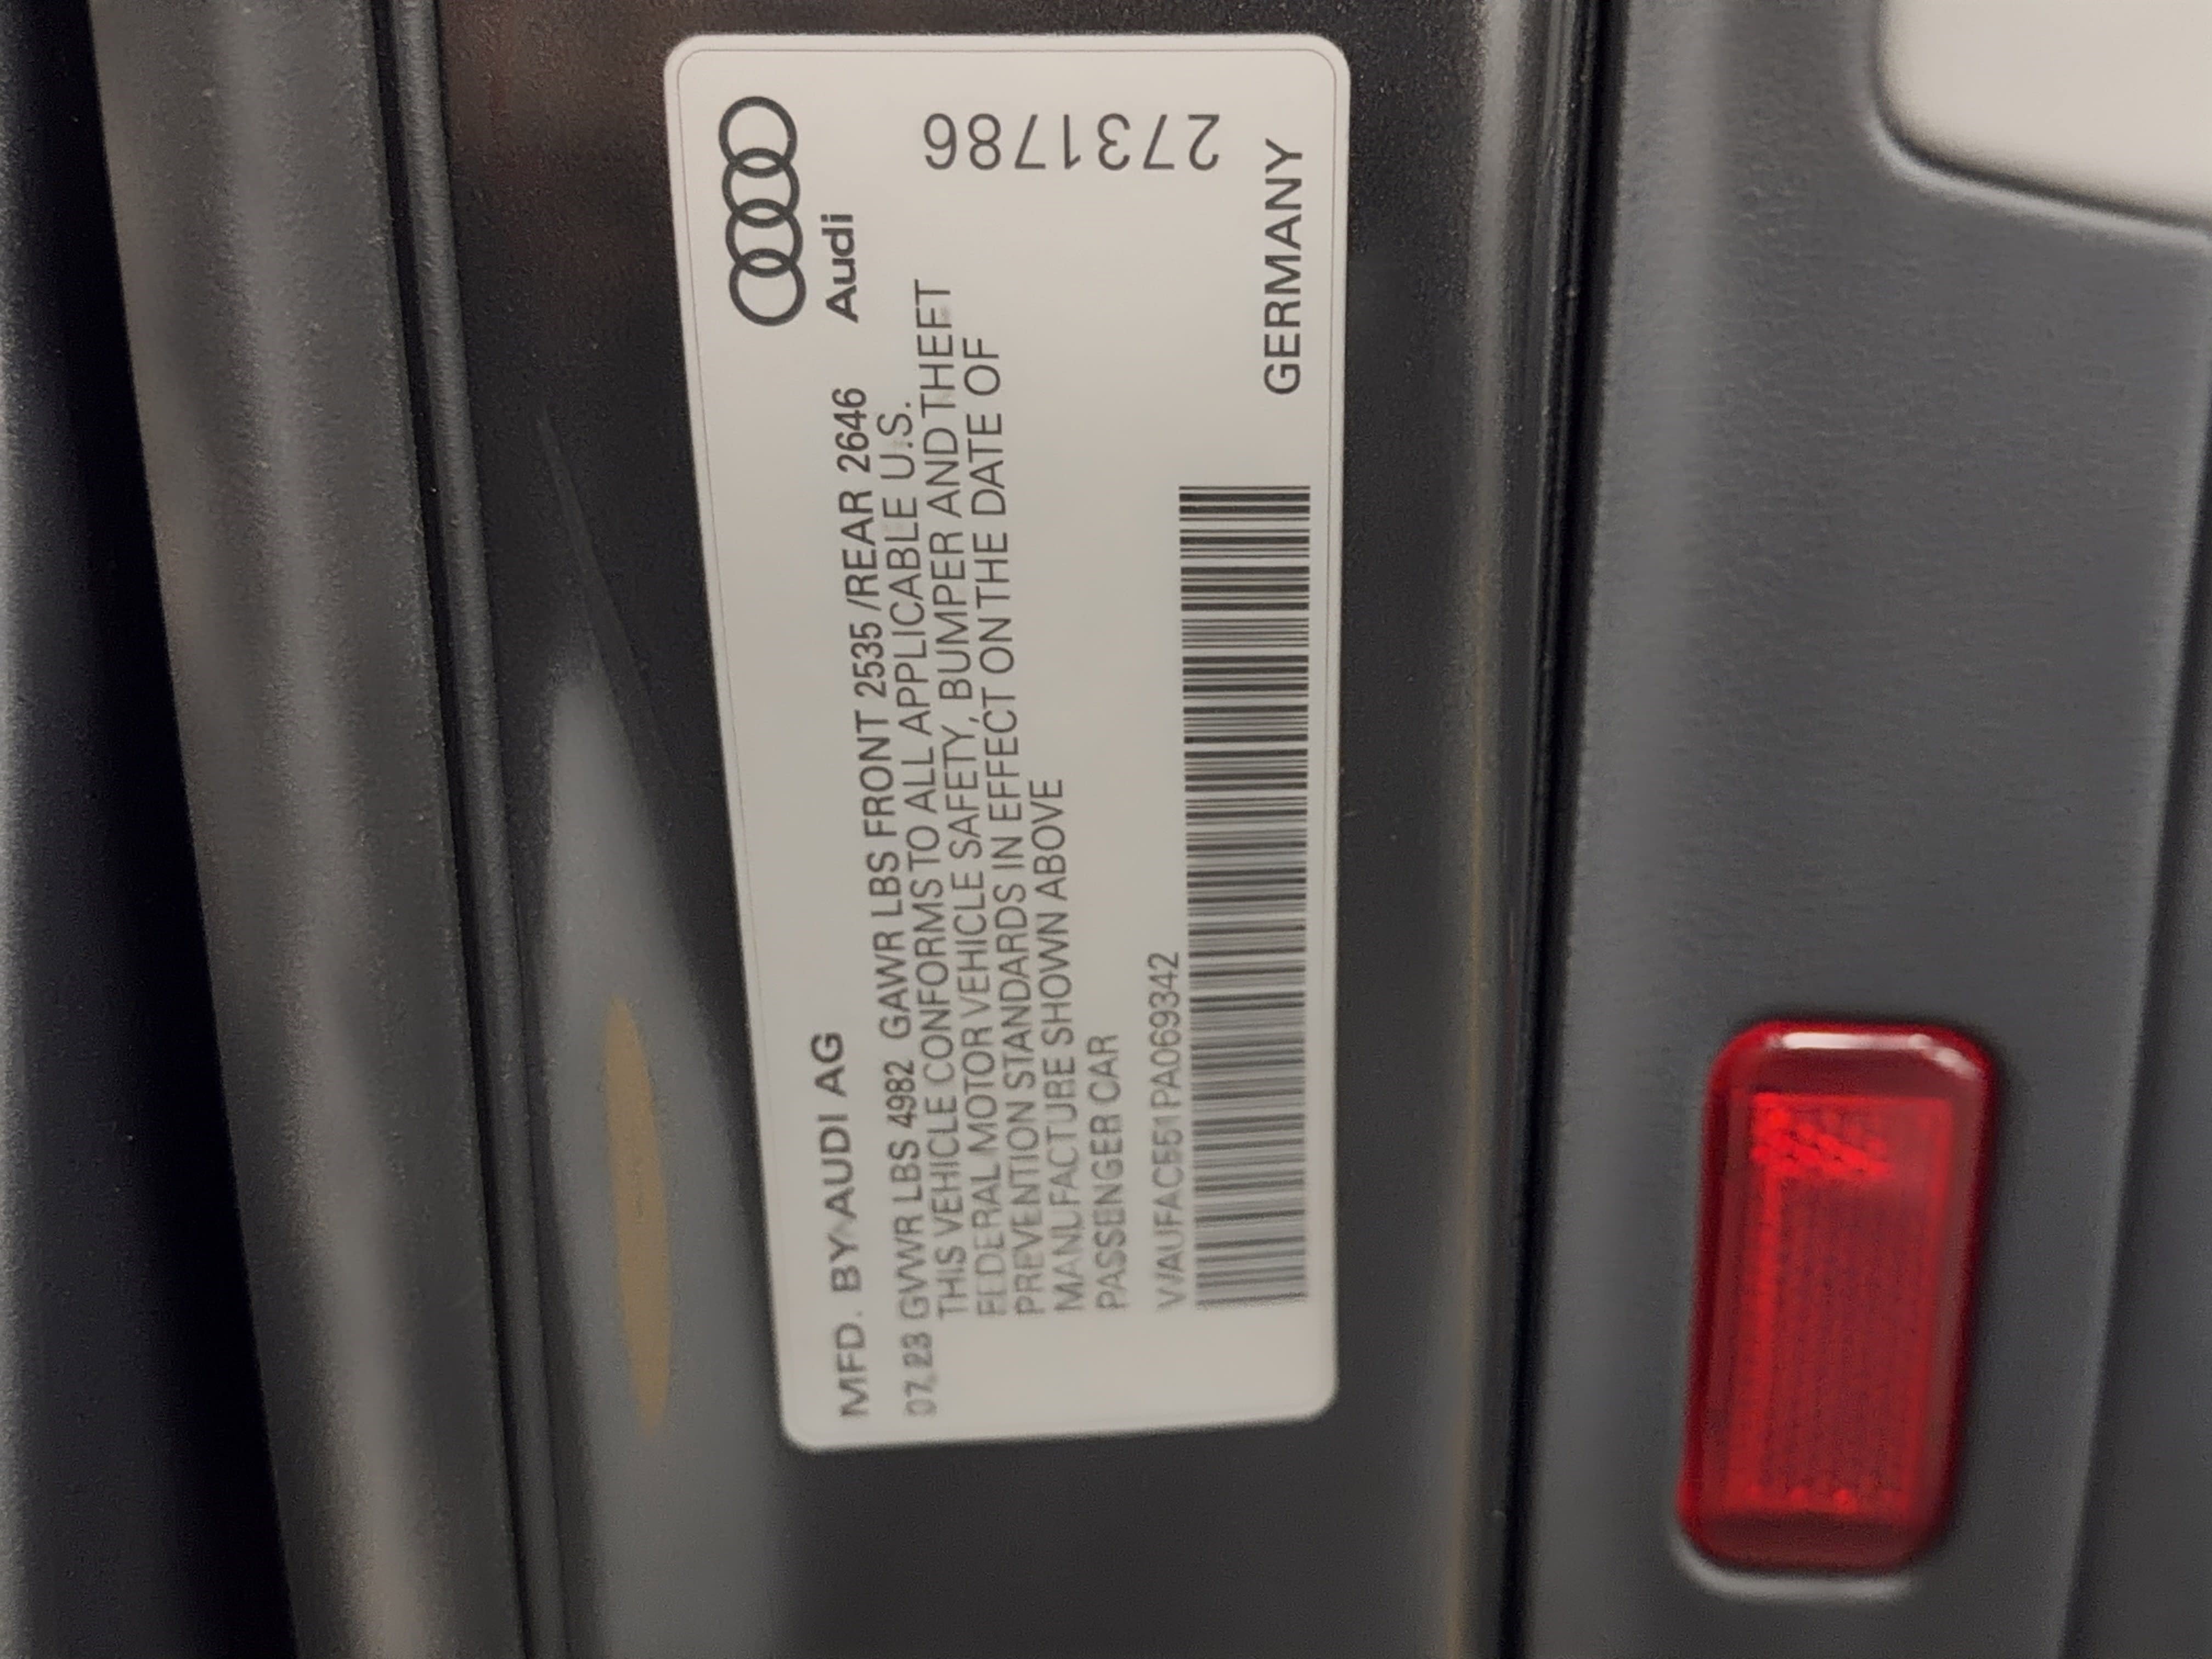 Audi
2731786
MFD. BY AUDI AG
07.23 GVWR LBS 4982 GAWR LBS FRONT 2535 /REAR 2646
THIS VEHICLE CONFORMS TO ALL APPLICABLE U.S.
FEDERAL MOTOR VEHICLE SAFETY, BUMPER AND THEFT
PREVENTION STANDARDS IN EFFECT ON THE DATE OF
MANUFACTURE SHOWN ABOVE
PASSENGER CAR
WAUFACF51PA069342
GERMANY